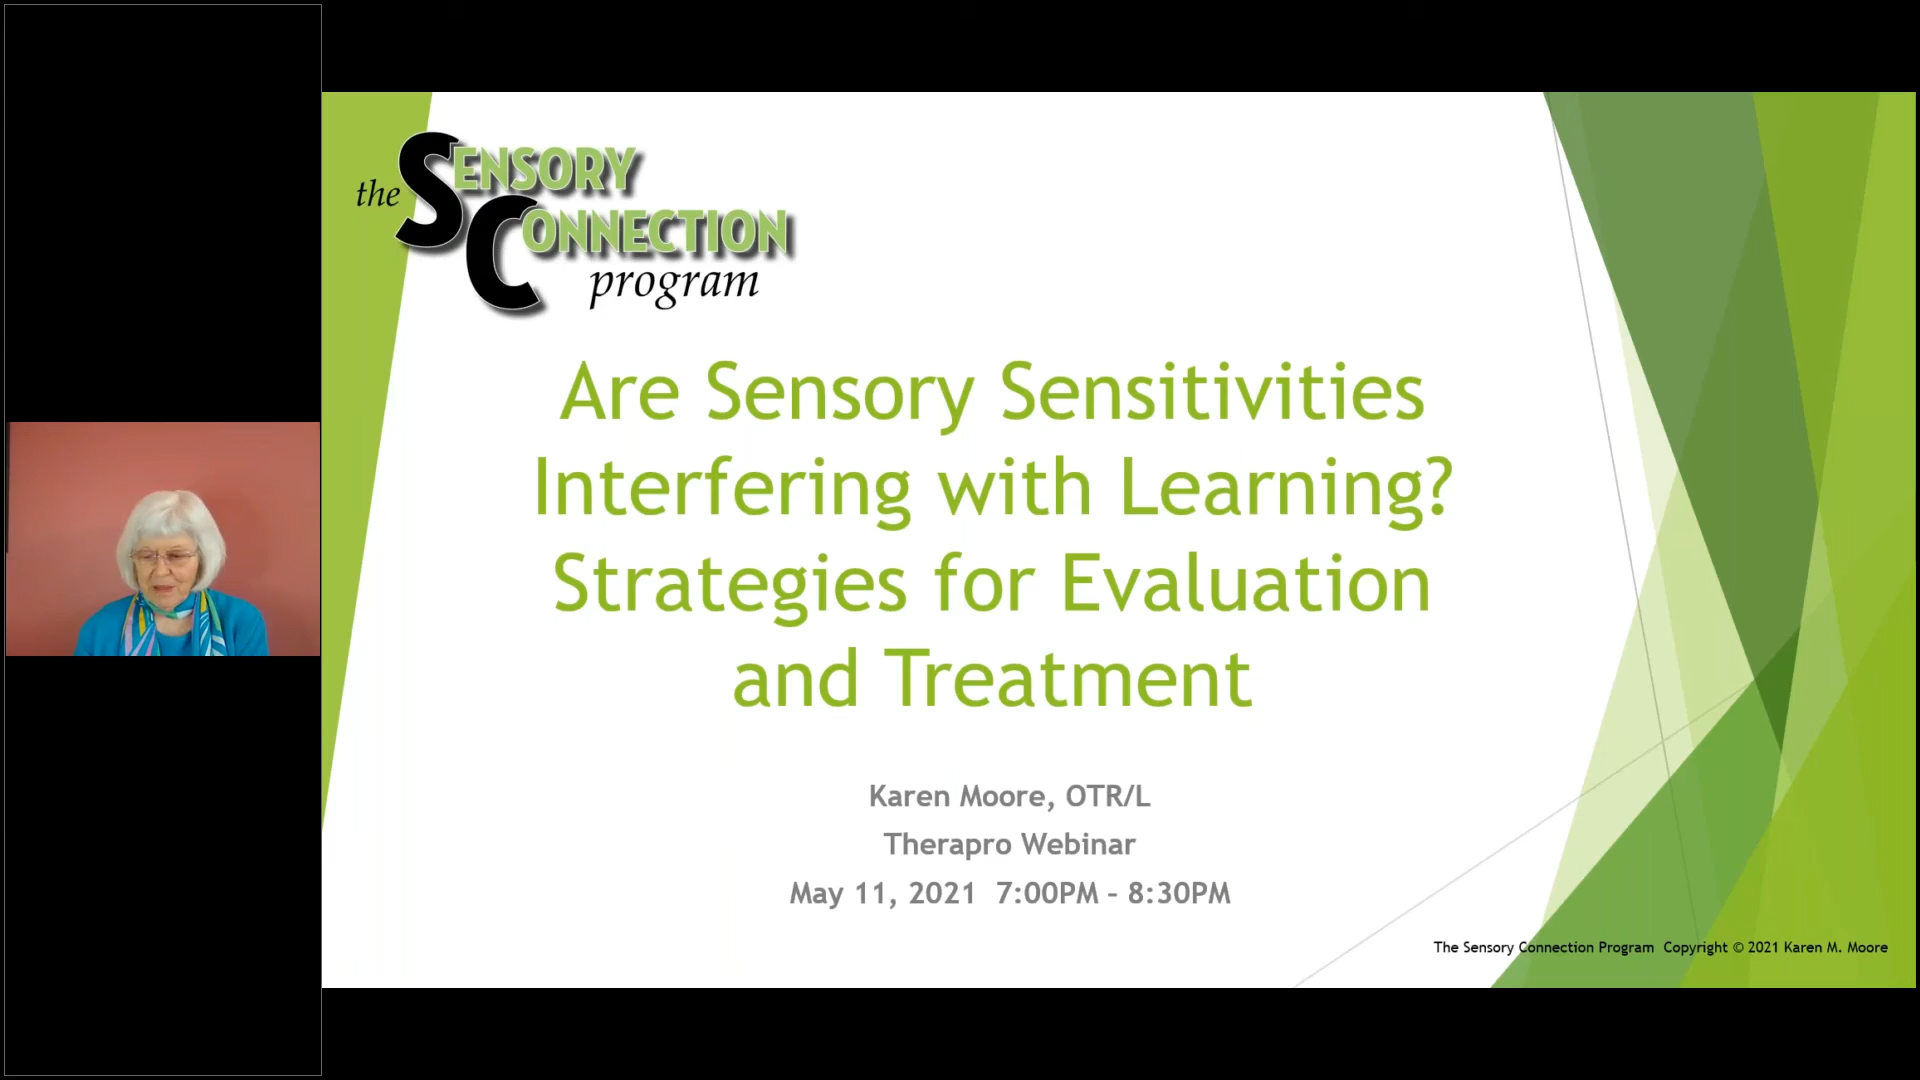 the SENSORY
CONNECTION
program
Are Sensory Sensitivities
Interfering with Learning?
Strategies for Evaluation
and Treatment
Karen Moore, OTR/L
Therapro Webinar
May 11, 2021 7:00PM – 8:30PM
The Sensory Connection Program Copyright © 2021 Karen M. Moore